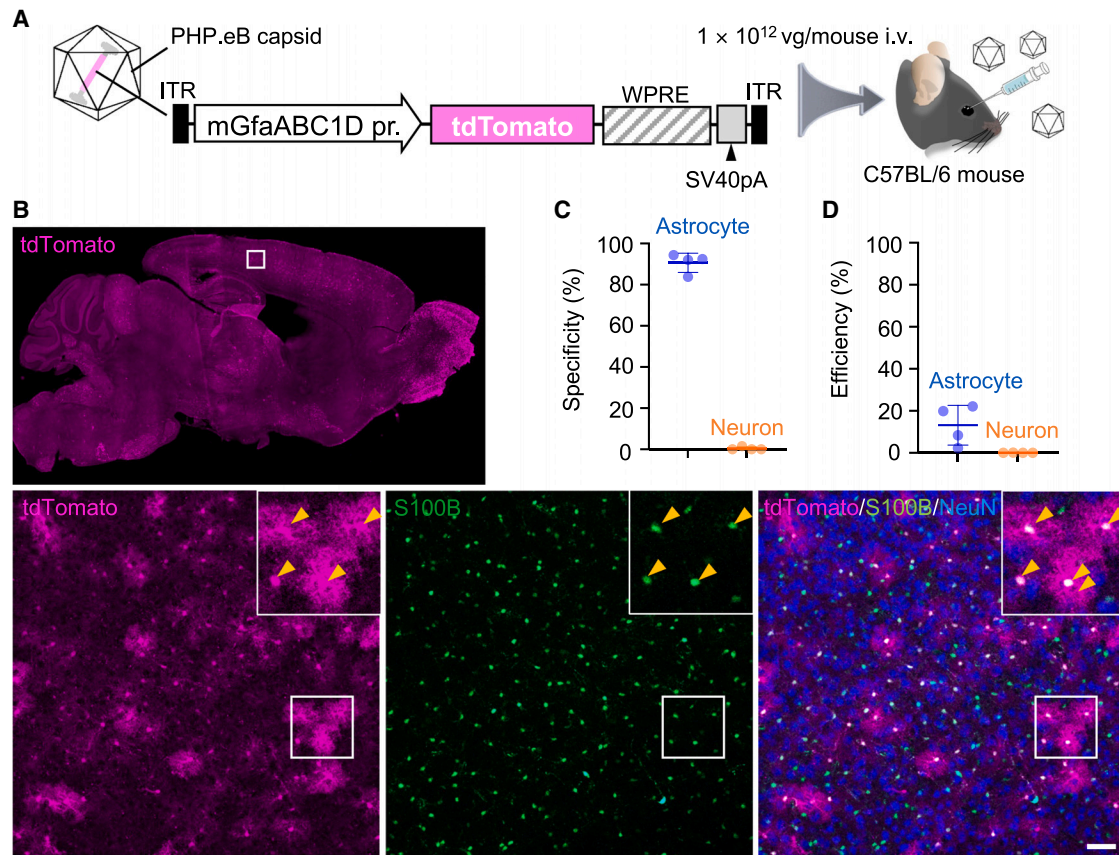 A
PHP.eB capsid
1 × 10¹² vg/mouse i.v.
ITR
mGfaABC1D pr.
tdTomato
WPRE
ITR
SV40pA
C57BL/6 mouse
B
tdTomato
C
Astrocyte
Specificity (%)
100
80
60
40
20
0
Neuron
D
Efficiency (%)
100
80
60
40
20
0
Astrocyte
Neuron
tdTomato
S100B
tdTomato/S100B/NeuN